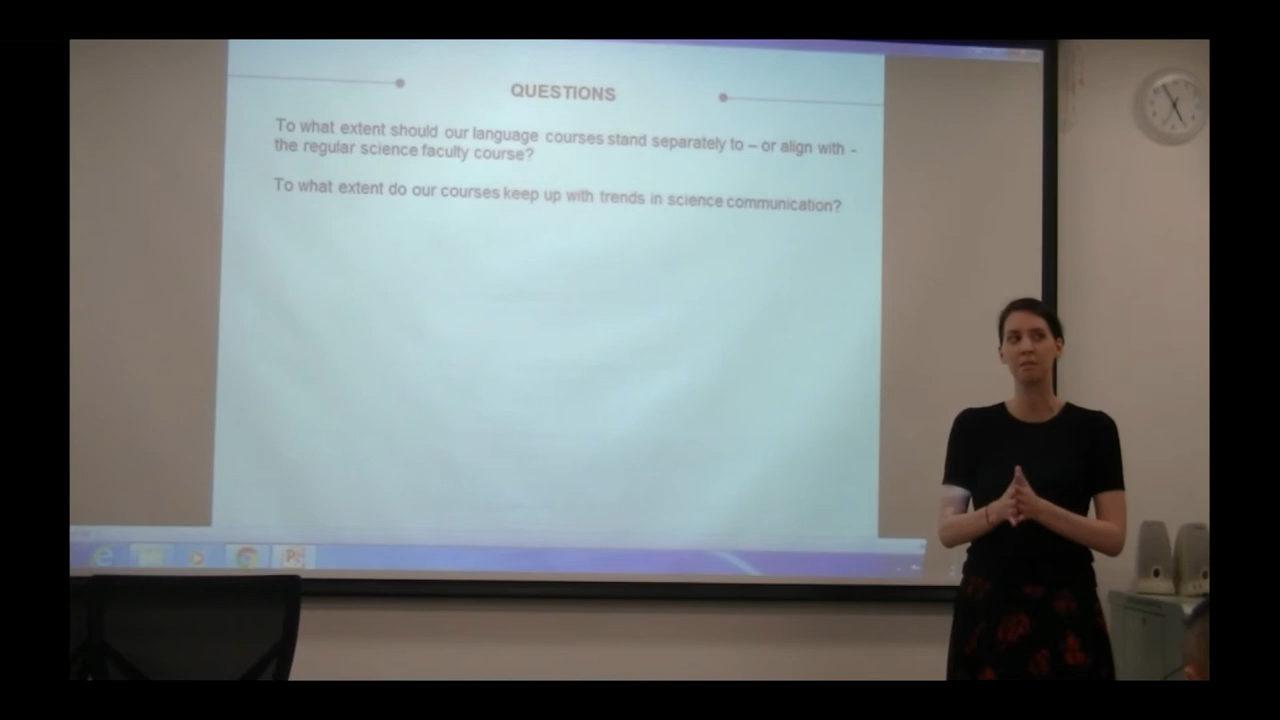 QUESTIONS
To what extent should our language courses stand separately to – or align with -
the regular science faculty course?
To what extent do our courses keep up with trends in science communication?